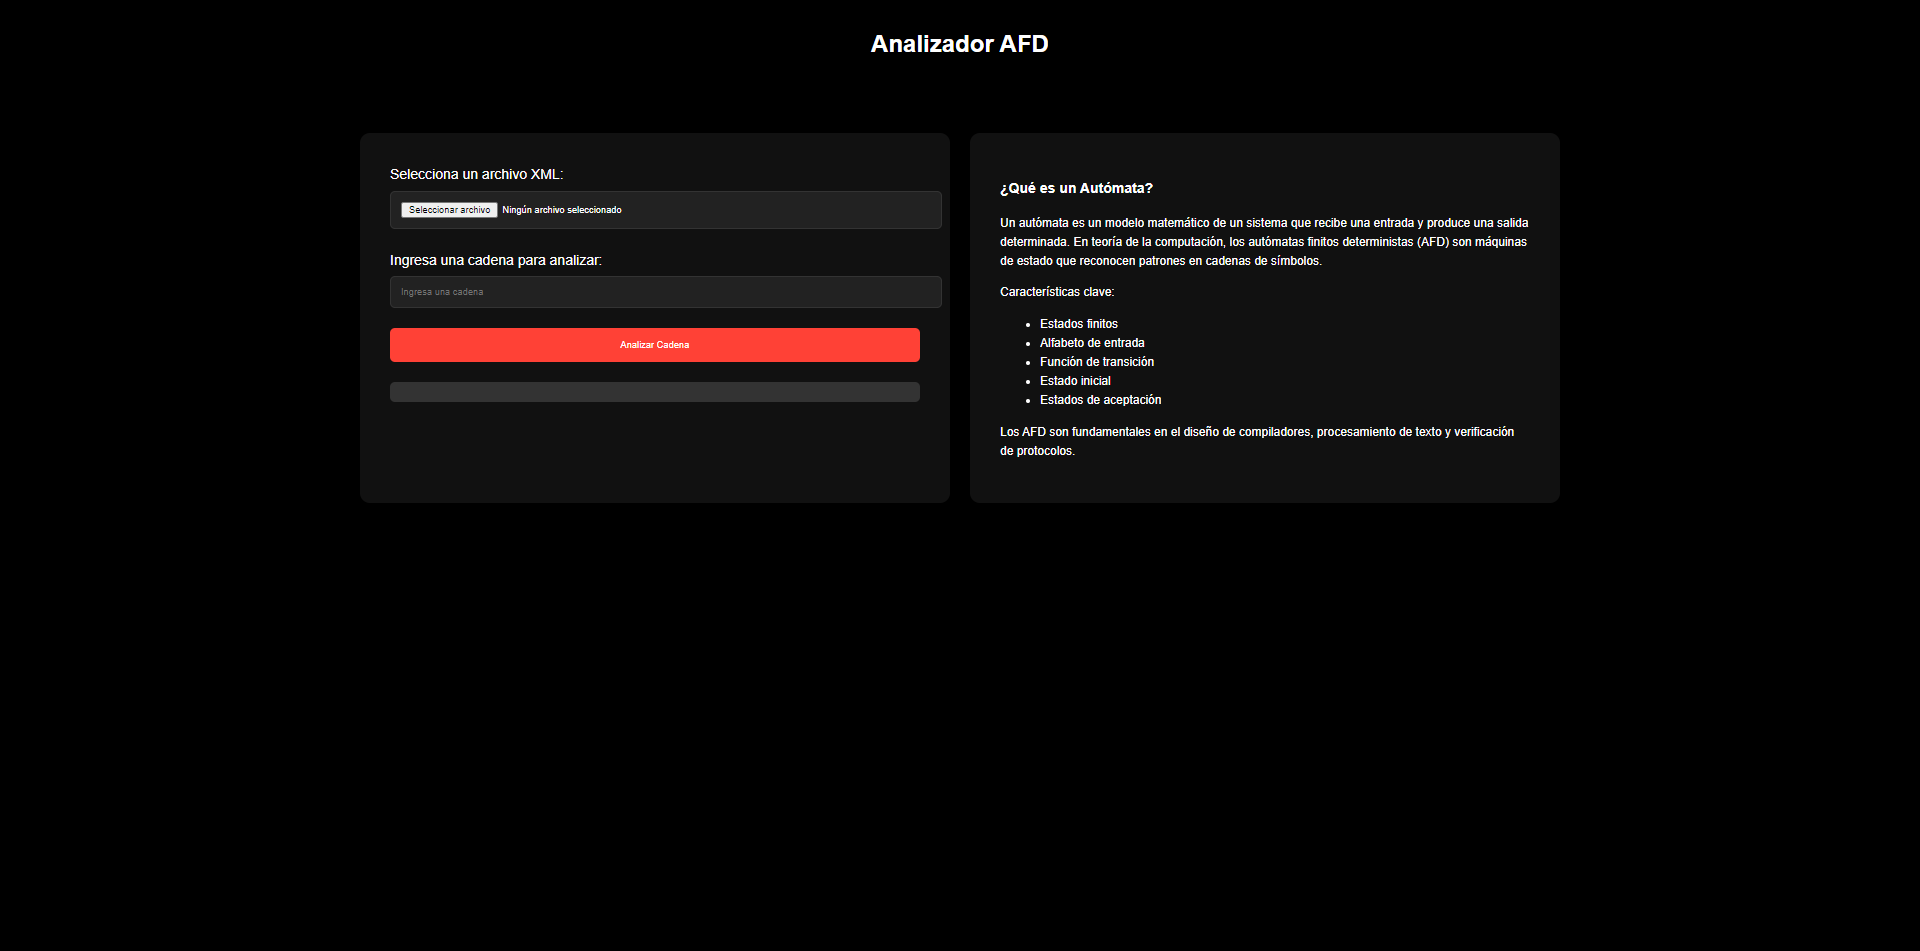 Analizador AFD
Selecciona un archivo XML:
Seleccionar archivo Ningún archivo seleccionado
Ingresa una cadena para analizar:
Ingresa una cadena
Analizar Cadena
¿Qué es un Autómata?
Un autómata es un modelo matemático de un sistema que recibe una entrada y produce una salida
determinada. En teoría de la computación, los autómatas finitos deterministas (AFD) son máquinas
de estado que reconocen patrones en cadenas de símbolos.
Características clave:
• Estados finitos
• Alfabeto de entrada
• Función de transición
• Estado inicial
• Estados de aceptación
Los AFD son fundamentales en el diseño de compiladores, procesamiento de texto y verificación
de protocolos.